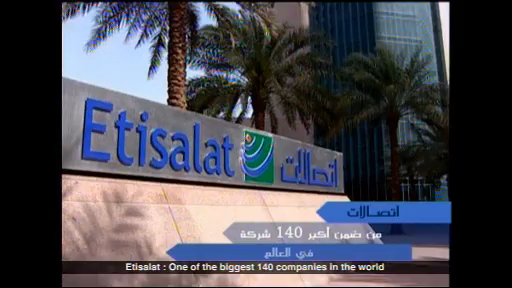 Etisalat اتصالات
اتصالات
من ضمن أكبر 140 شركة
في العالم
Etisalat : One of the biggest 140 companies in the world